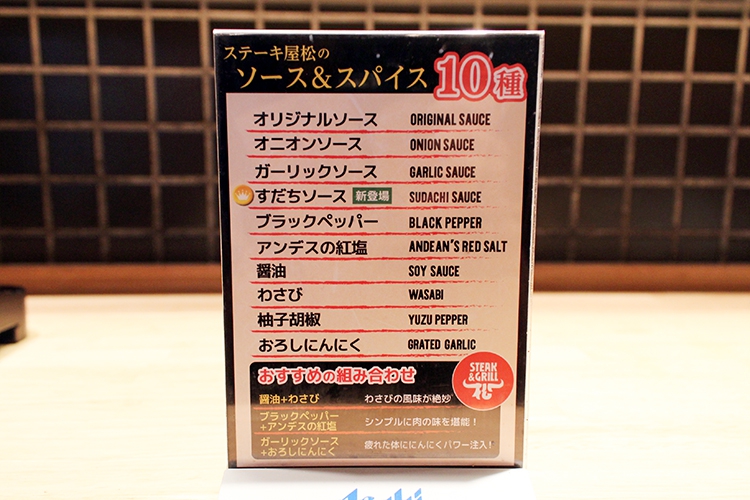 ステーキ屋松の
ソース&スパイス 10種
オリジナルソース ORIGINAL SAUCE
オニオンソース ONION SAUCE
ガーリックソース GARLIC SAUCE
すだちソース 新登場 SUDACHI SAUCE
ブラックペッパー BLACK PEPPER
アンデスの紅塩 ANDEAN'S RED SALT
醤油 SOY SAUCE
わさび WASABI
柚子胡椒 YUZU PEPPER
おろしにんにく GRATED GARLIC
おすすめの組み合わせ
STEAK
&GRILL
松
醤油+わさび わさびの風味が絶妙
ブラックペッパー
+アンデスの紅塩 シンプルに肉の味を堪能!
ガーリックソース
+おろしにんにく 疲れた体ににんにくパワー注入!